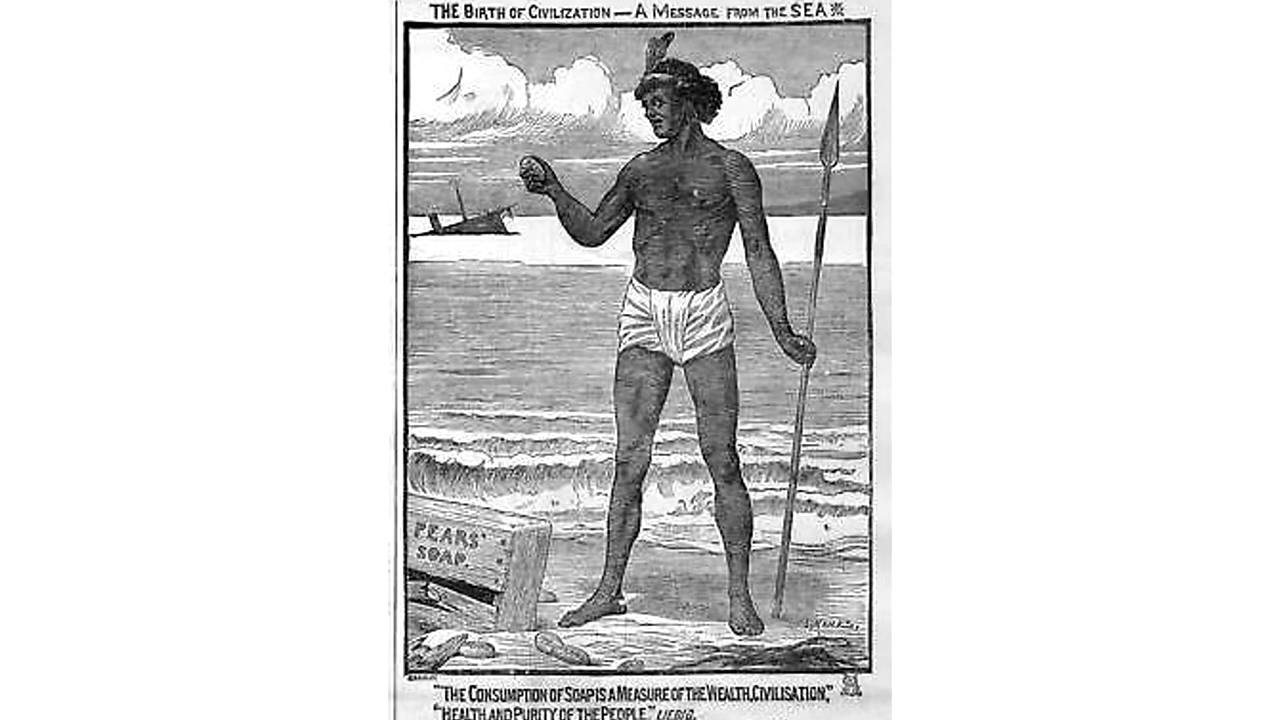 THE BIRTH OF CIVILIZATION — A MESSAGE FROM THE SEA
PEARS'
SOAP.
"THE CONSUMPTION OF SOAP IS A MEASURE OF THE WEALTH, CIVILISATION,"
"HEALTH AND PURITY OF THE PEOPLE." LIEBIG.